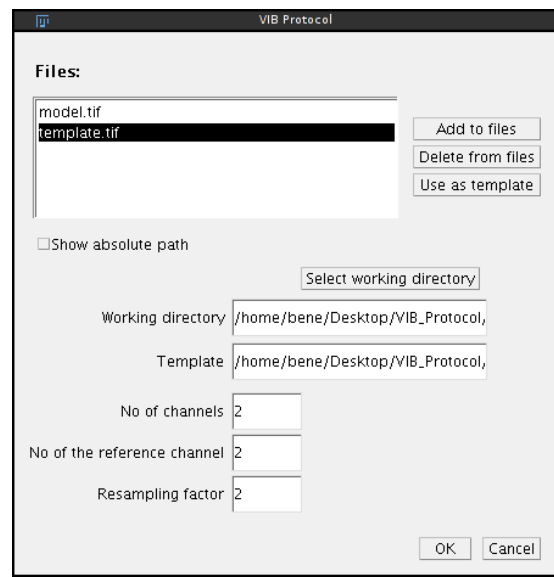 VIB Protocol
Files:
model.tif
template.tif
Add to files
Delete from files
Use as template
Show absolute path
Select working directory
Working directory /home/bene/Desktop/VIB_Protocol,
Template /home/bene/Desktop/VIB_Protocol,
No of channels 2
No of the reference channel 2
Resampling factor 2
OK Cancel